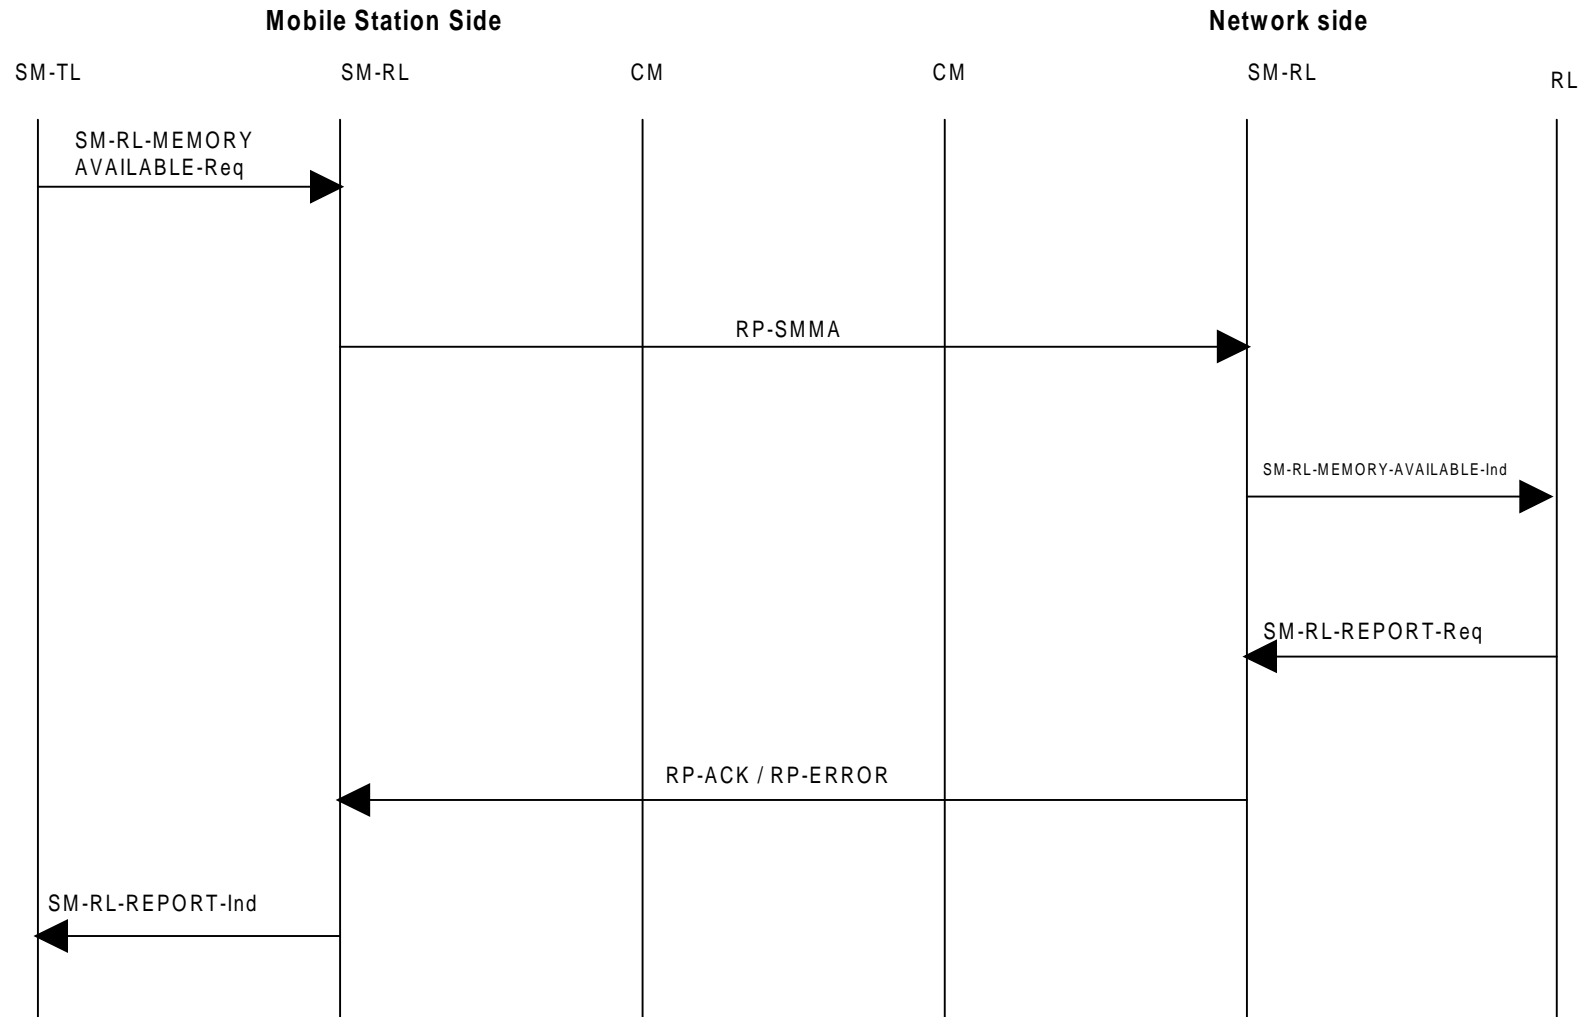 Mobile Station Side
Network side
SM-TL
SM-RL
CM
CM
SM-RL
RL
SM-RL-MEMORY
AVAILABLE-Req
RP-SMMA
SM-RL-MEMORY-AVAILABLE-Ind
SM-RL-REPORT-Req
RP-ACK / RP-ERROR
SM-RL-REPORT-Ind